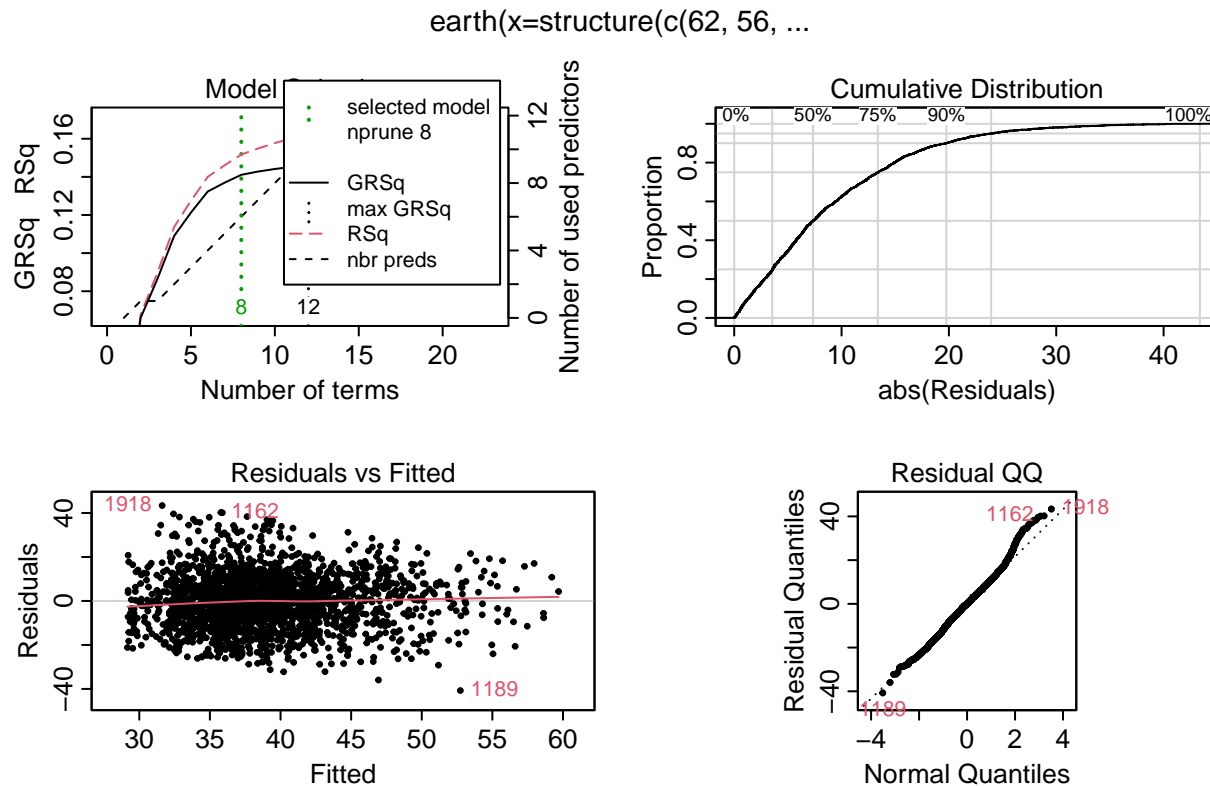 earth(x=structure(c(62, 56, ...
Model
selected model
nprune 8
GRSq
max GRSq
RSq
nbr preds
8
12
0.08
0.12
0.16
GRSq RSq
0
4
8
12
Number of used predictors
0 5 10 15 20
Number of terms
Cumulative Distribution
0% 50% 75% 90% 100%
0.0
0.4
0.8
Proportion
0 10 20 30 40
abs(Residuals)
Residuals vs Fitted
1918
1162
1189
−40
0
40
Residuals
30 35 40 45 50 55 60
Fitted
Residual QQ
1162
1918
1189
−40
0
40
Residual Quantiles
−4 0 2 4
Normal Quantiles